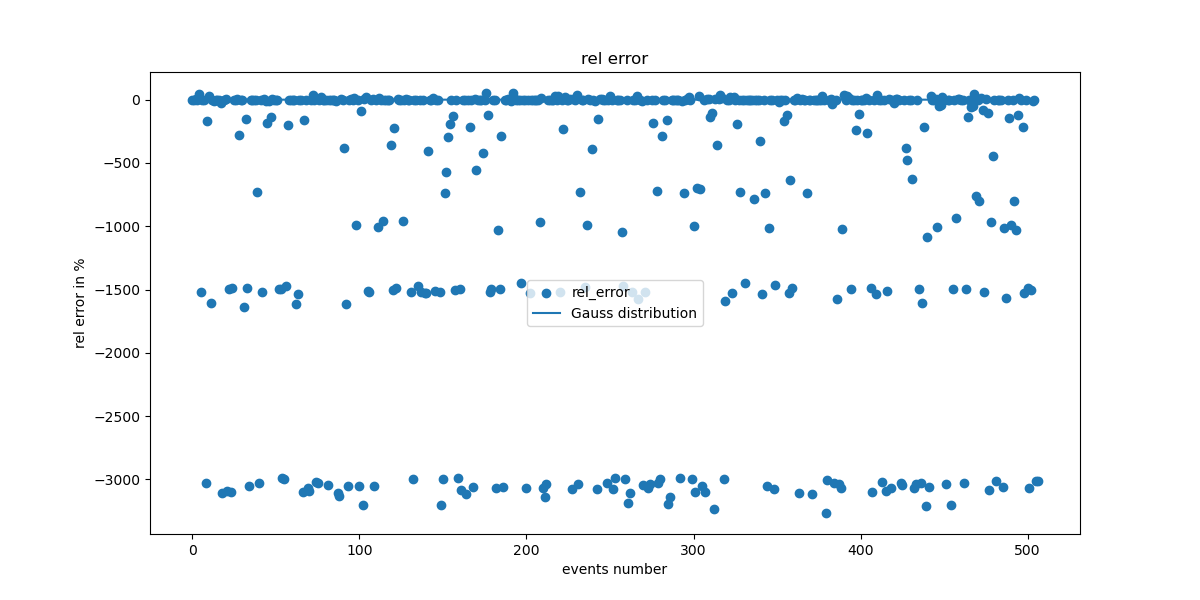 rel error
rel error in %
0
−500
−1000
−1500
−2000
−2500
−3000
rel_error
Gauss distribution
0 100 200 300 400 500
events number